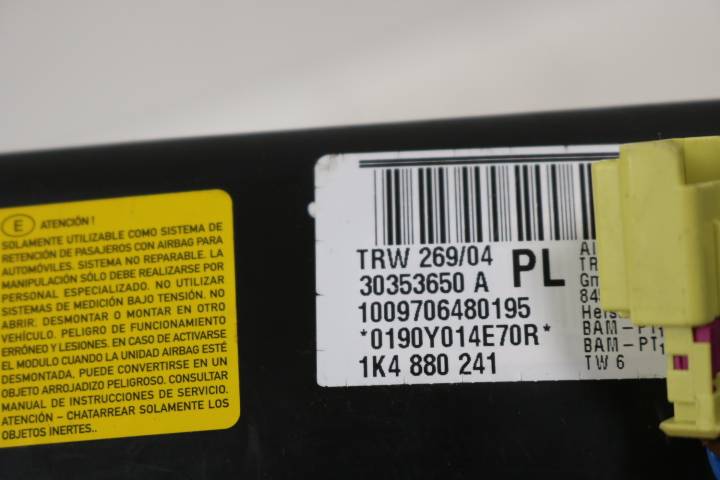 E ATENCIÓN !
SOLAMENTE UTILIZABLE COMO SISTEMA DE
RETENCIÓN DE PASAJEROS CON AIRBAG PARA
AUTOMÓVILES. SISTEMA NO REPARABLE. LA
MANIPULACIÓN SÓLO DEBE REALIZARSE POR
PERSONAL ESPECIALIZADO. NO UTILIZAR
SISTEMAS DE MEDICIÓN BAJO TENSIÓN. NO
ABRIR, DESMONTAR O MONTAR EN OTRO
VEHÍCULO. PELIGRO DE FUNCIONAMIENTO
ERRÓNEO Y LESIONES. EN CASO DE ACTIVARSE
EL MODULO CUANDO LA UNIDAD AIRBAG ESTÉ
DESMONTADA, PUEDE CONVERTIRSE EN UN
OBJETO ARROJADIZO PELIGROSO. CONSULTAR
MANUAL DE INSTRUCCIONES DE SERVICIO.
ATENCIÓN – CHATARREAR SOLAMENTE LOS
OBJETOS INERTES..
TRW 269/04
30353650 A
PL
1009706480195
*0190Y014E70R*
1K4 880 241
BAM-PT1
BAM-PT1
TW 6